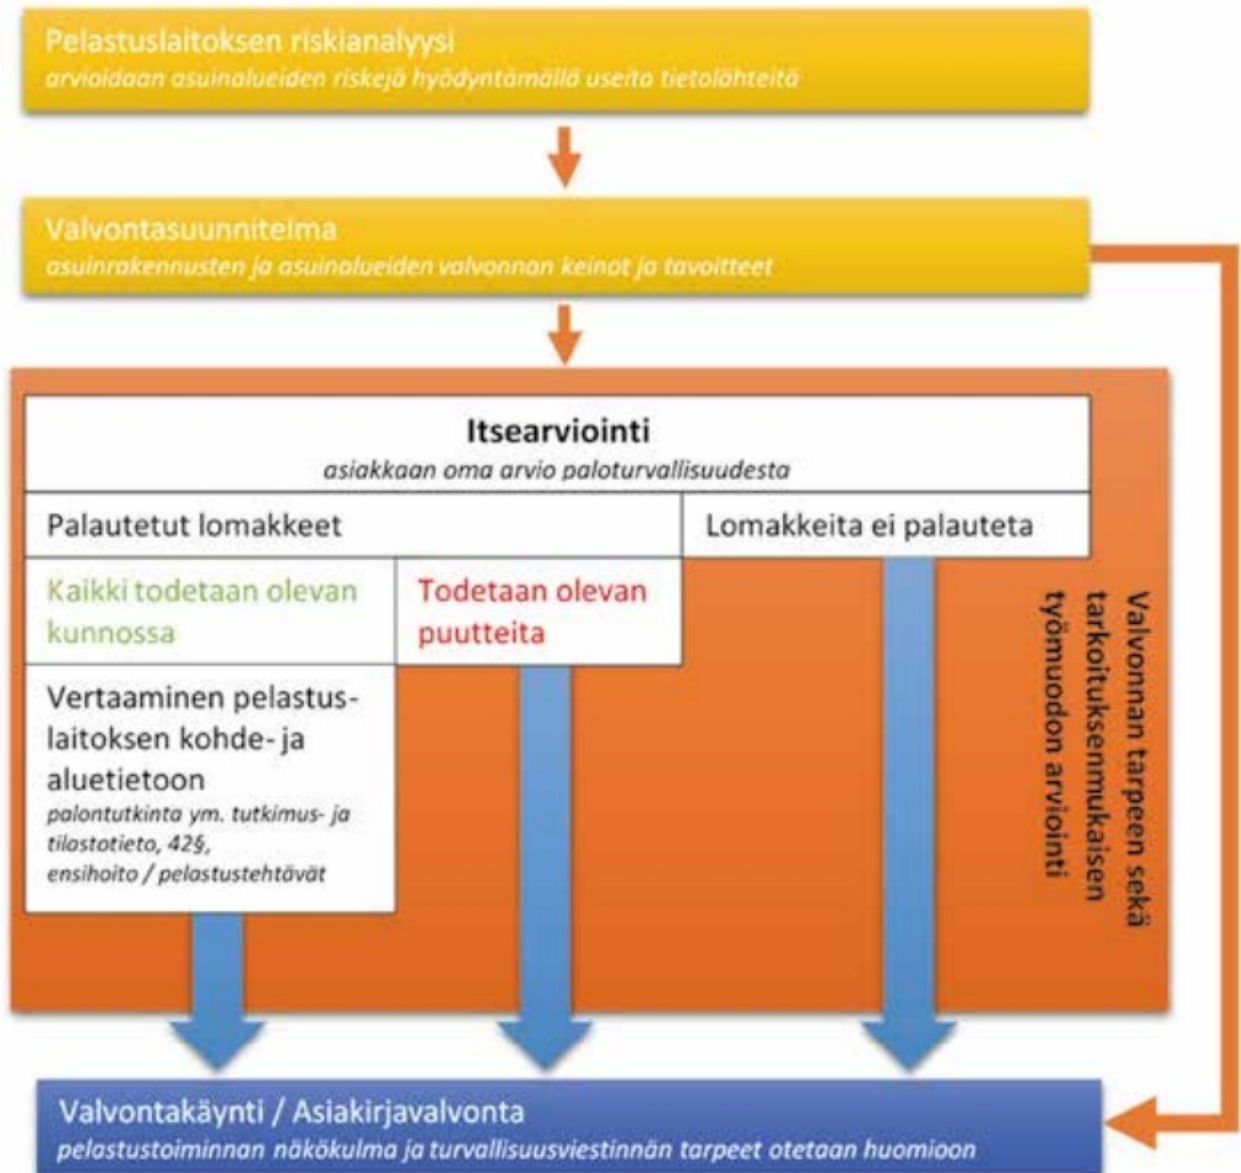 Pelastuslaitoksen riskianalyysi
arvioidaan asuinalueiden riskejä hyödyntämällä useita tietolähteitä
Valvontasuunnitelma
asuinrakennusten ja asuinalueiden valvonnan keinot ja tavoitteet
Itsearviointi
asiakkaan oma arvio paloturvallisuudesta
Palautetut lomakkeet
Lomakkeita ei palauteta
Kaikki todetaan olevan
kunnossa
Todetaan olevan
puutteita
Vertaaminen pelastus-
laitoksen kohde- ja
aluetietoon
palontutkinta ym. tutkimus- ja
tilastotieto, 42§,
ensihoito / pelastustehtävät
Valvonnan tarpeen sekä
tarkoituksenmukaisen
työmuodon arviointi
Valvontakäynti / Asiakirjavalvonta
pelastustoiminnan näkökulma ja turvallisuusviestinnän tarpeet otetaan huomioon